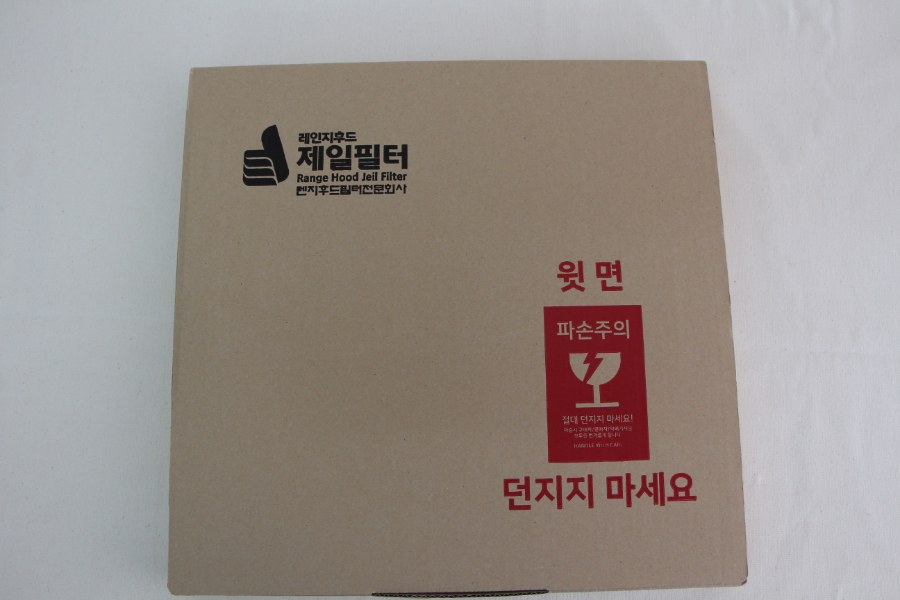 레인지후드
제일필터
Range Hood Jeil Filter
렌지후드필터전문회사
윗면
파손주의
절대 던지지 마세요!
던지지 마세요